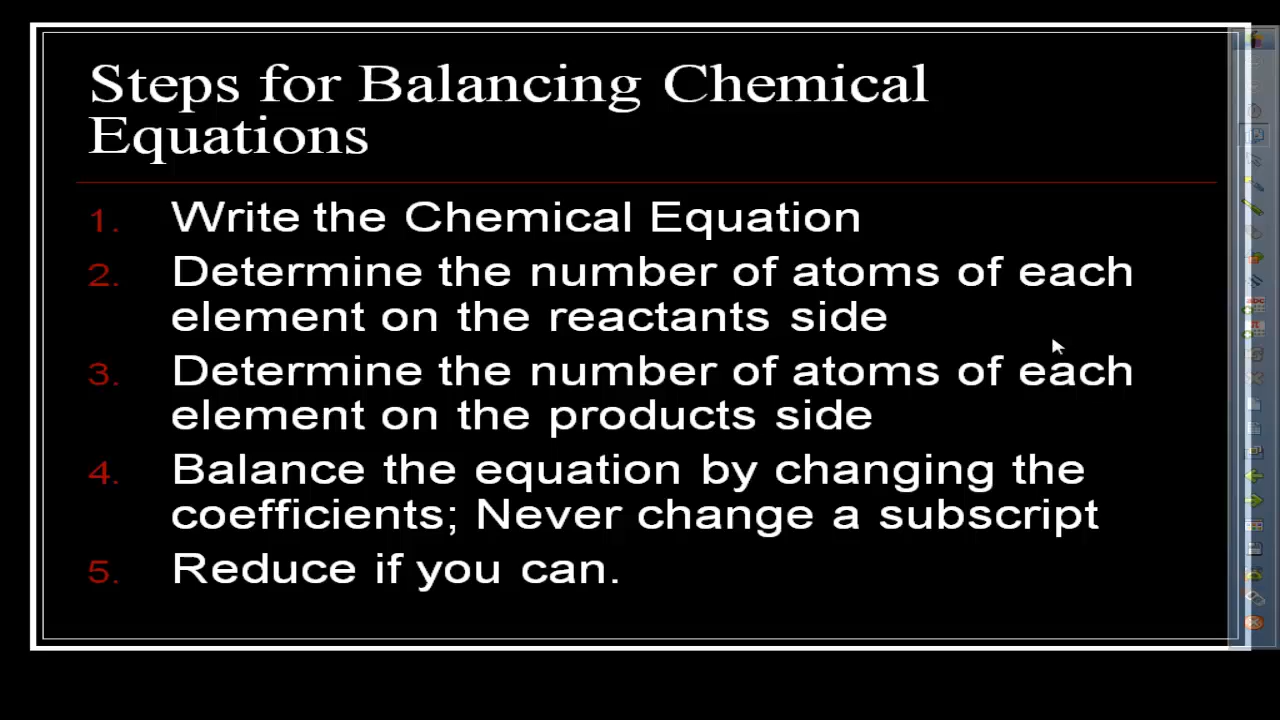 Steps for Balancing Chemical
Equations
1. Write the Chemical Equation
2. Determine the number of atoms of each
element on the reactants side
3. Determine the number of atoms of each
element on the products side
4. Balance the equation by changing the
coefficients; Never change a subscript
5. Reduce if you can.
abc
π